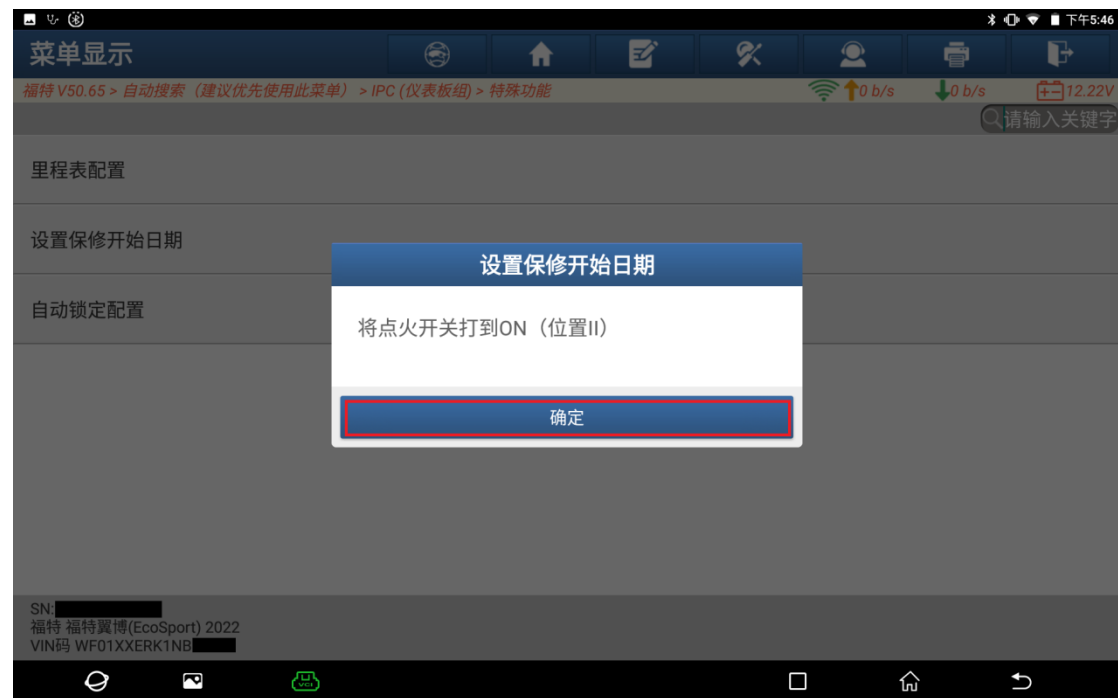 下午5:46
菜单显示
福特 V50.65 > 自动搜索（建议优先使用此菜单）> IPC (仪表板组) > 特殊功能
0 b/s
0 b/s
12.22V
请输入关键字
里程表配置
设置保修开始日期
自动锁定配置
设置保修开始日期
将点火开关打到ON（位置II）
确定
SN:
福特 福特翼博(EcoSport) 2022
VIN码 WF01XXERK1NB
VCI